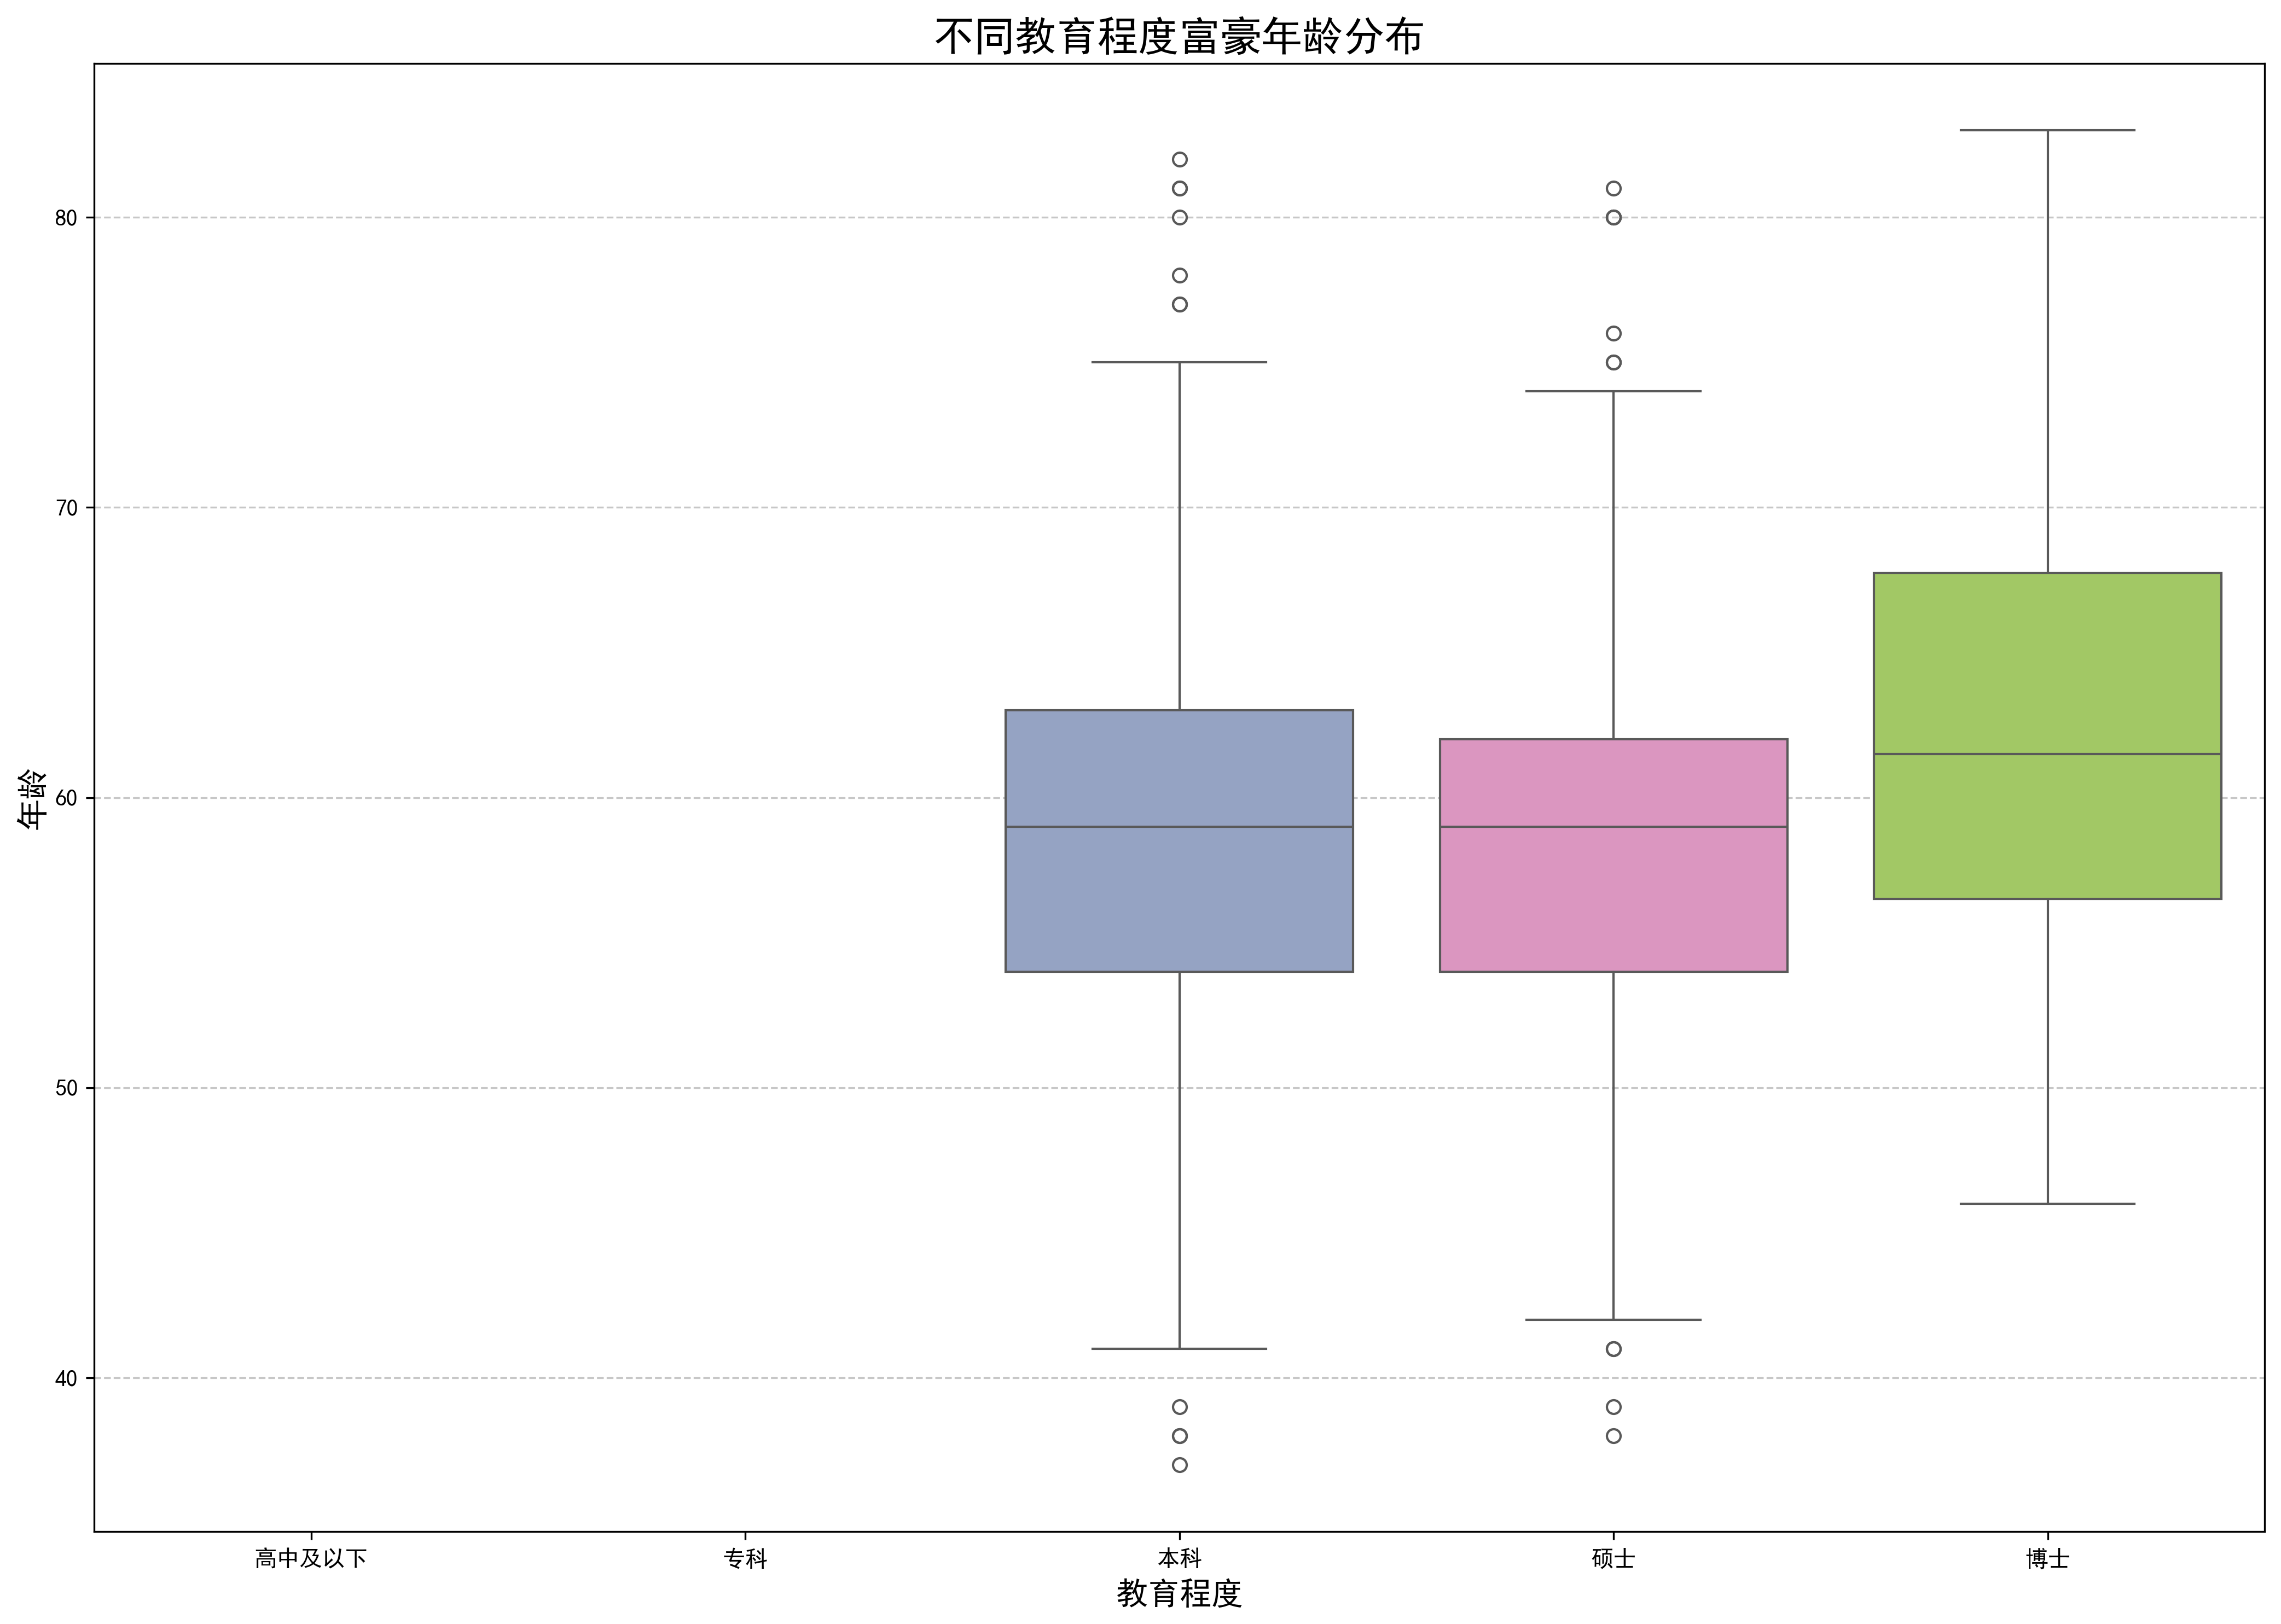 不同教育程度富豪年龄分布
年龄
80
70
60
50
40
高中及以下 专科 本科 硕士 博士
教育程度